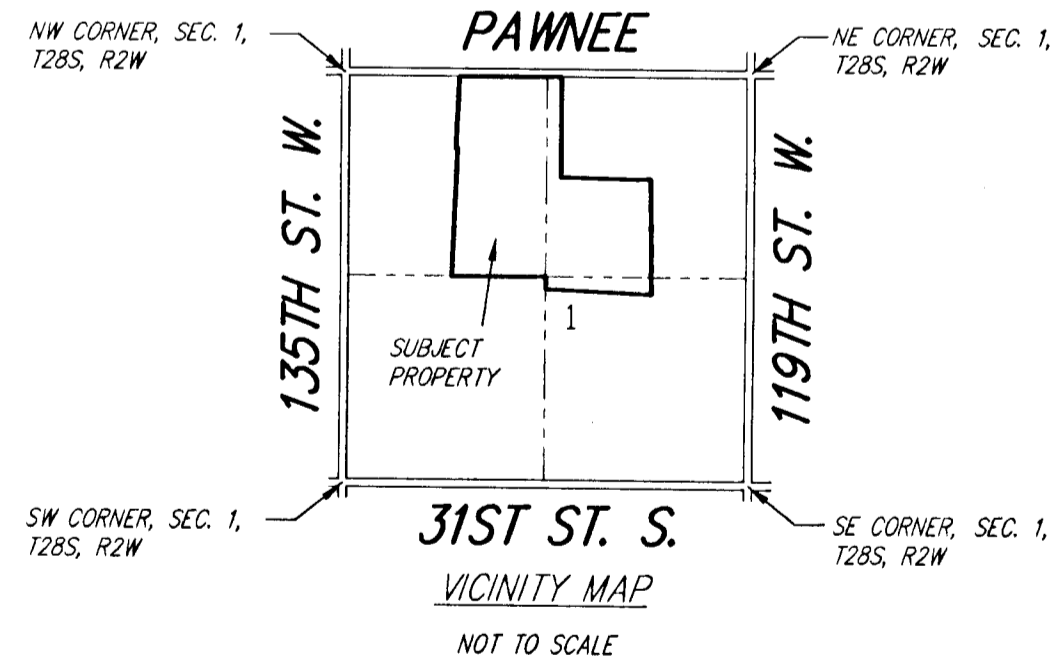 NW CORNER, SEC. 1,
T28S, R2W
PAWNEE
NE CORNER, SEC. 1,
T28S, R2W
135TH ST. W.
119TH ST. W.
1
SUBJECT
PROPERTY
SW CORNER, SEC. 1,
T28S, R2W
31ST ST. S.
SE CORNER, SEC. 1,
T28S, R2W
VICINITY MAP
NOT TO SCALE